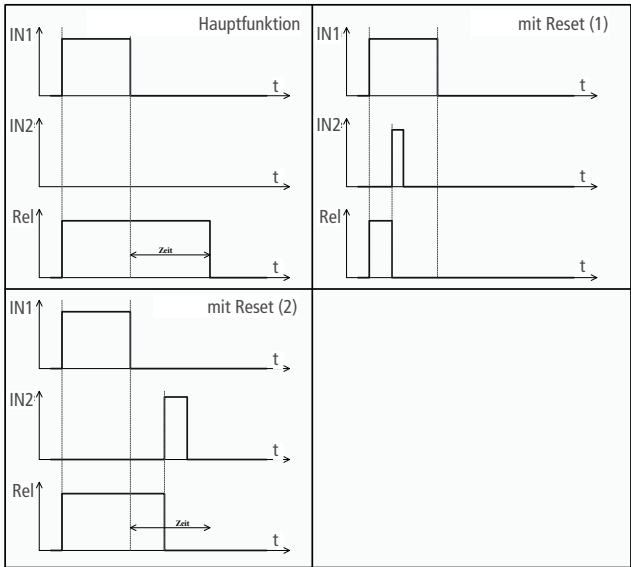 Hauptfunktion
IN1
t
IN2
t
Rel
Zeit
t
mit Reset (1)
IN1
t
IN2
t
Rel
t
mit Reset (2)
IN1
t
IN2
t
Rel
Zeit
t